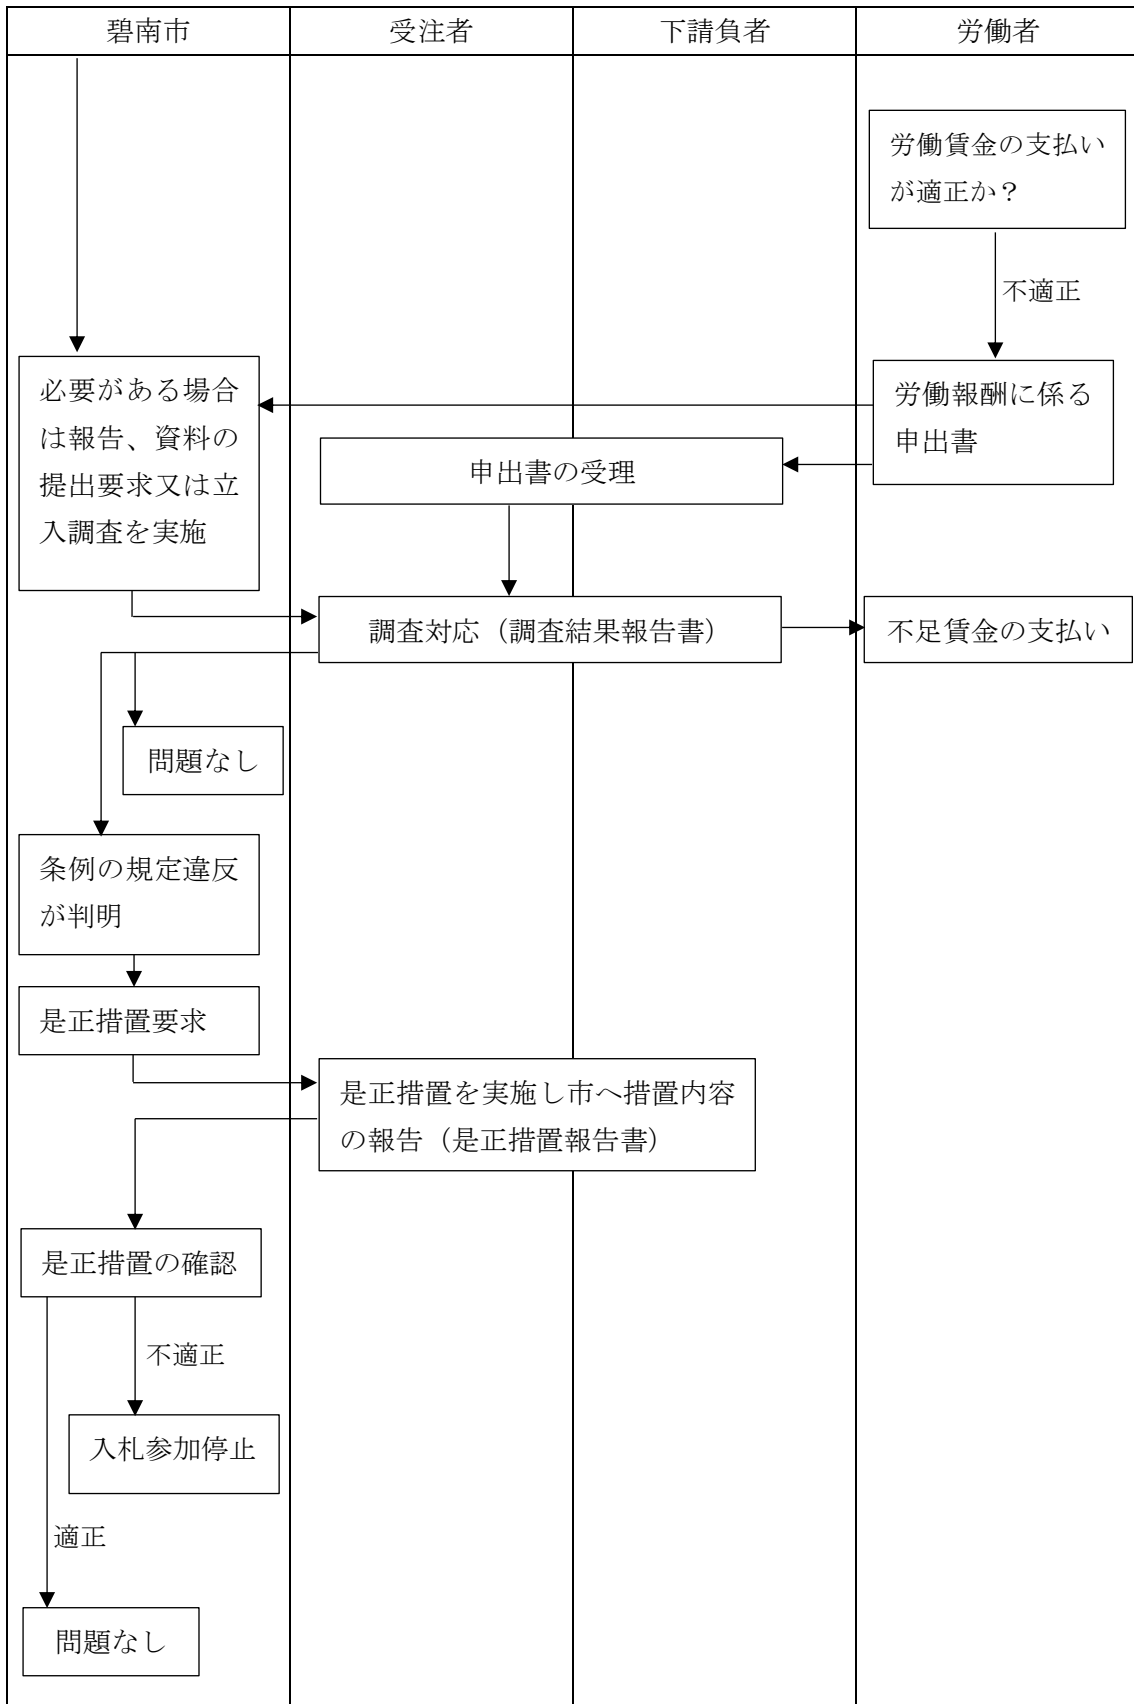 碧南市
受注者
下請負者
労働者
労働賃金の支払い
が適正か？
不適正
必要がある場合
は報告、資料の
提出要求又は立
入調査を実施
労働報酬に係る
申出書
申出書の受理
調査対応（調査結果報告書）
不足賃金の支払い
問題なし
条例の規定違反
が判明
是正措置要求
是正措置を実施し市へ措置内容
の報告（是正措置報告書）
是正措置の確認
不適正
入札参加停止
適正
問題なし